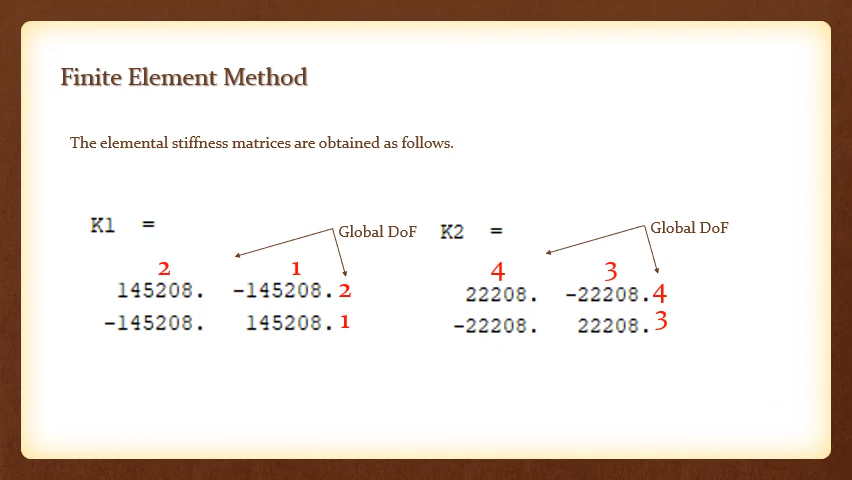 Finite Element Method
The elemental stiffness matrices are obtained as follows.
K1 =
Global DoF
2 1
145208. -145208. 2
-145208. 145208. 1
K2 =
Global DoF
4 3
22208. -22208. 4
-22208. 22208. 3